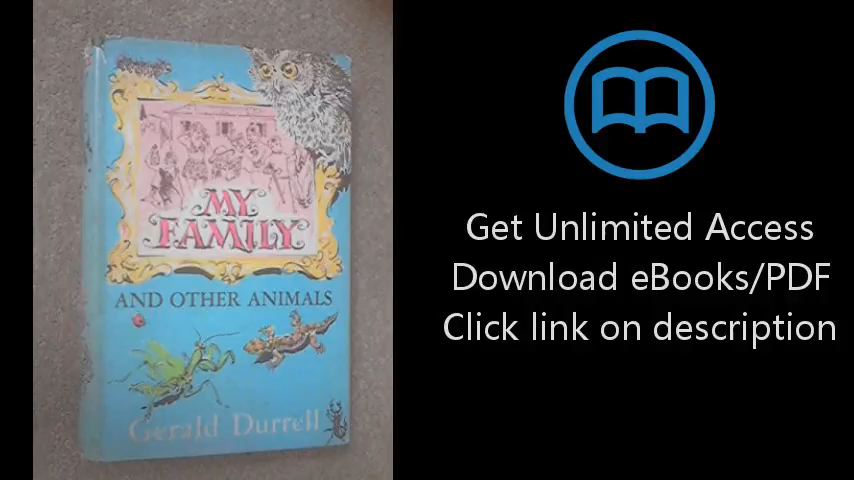 MY
FAMILY
AND OTHER ANIMALS
Gerald Durrell
Get Unlimited Access
Download eBooks/PDF
Click link on description